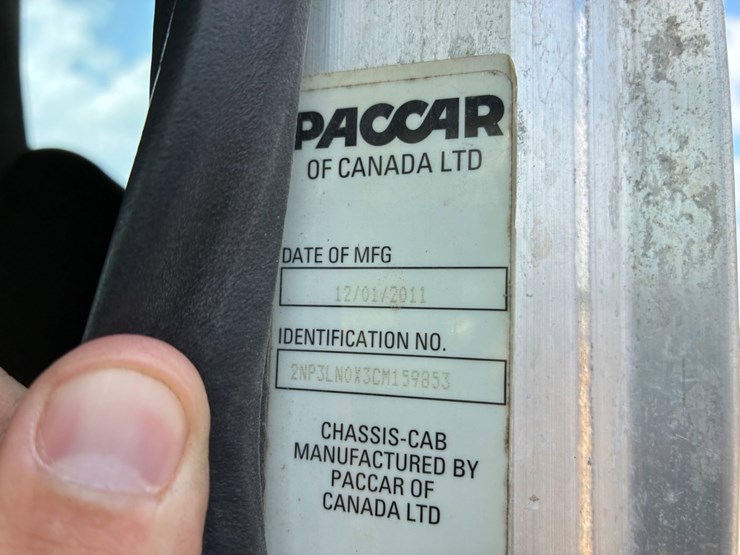 PACCAR
OF CANADA LTD
DATE OF MFG
12/01/2011
IDENTIFICATION NO.
2NP3LN0X3CM159853
CHASSIS-CAB
MANUFACTURED BY
PACCAR OF
CANADA LTD